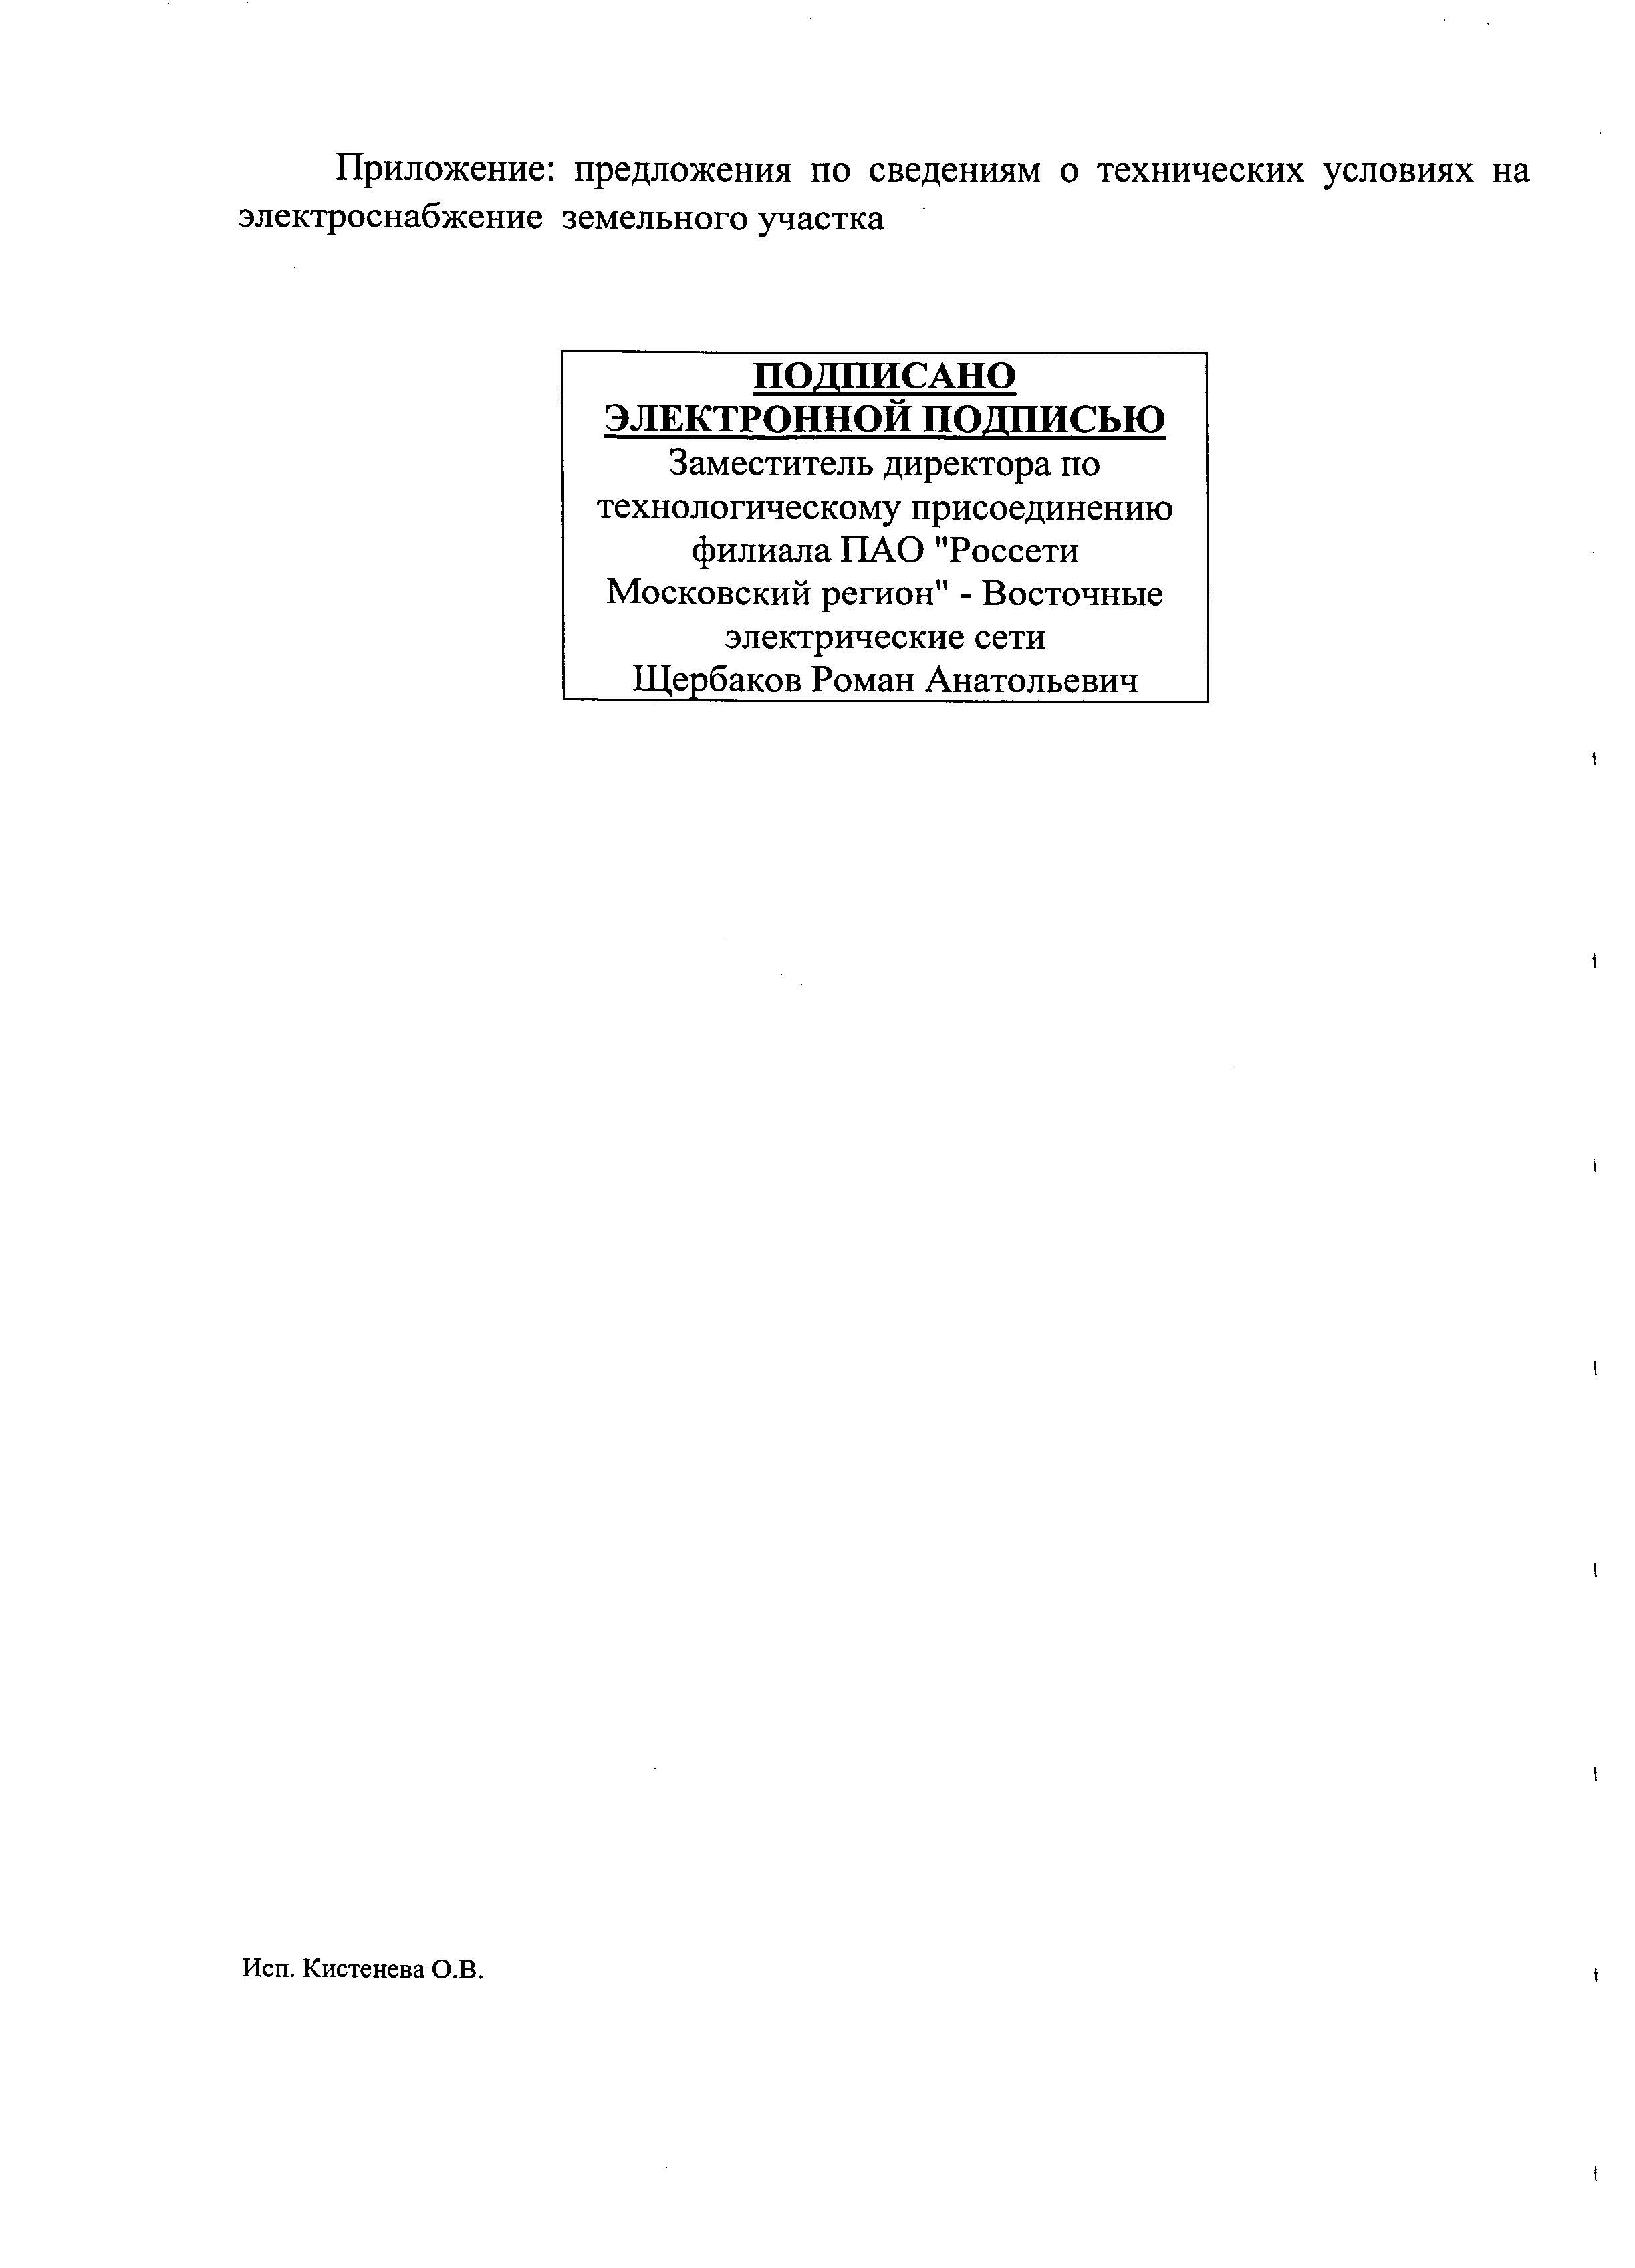 Приложение: предложения по сведениям о технических условиях на
электроснабжение земельного участка
ПОДПИСАНО
ЭЛЕКТРОННОЙ ПОДПИСЬЮ
Заместитель директора по
технологическому присоединению
филиала ПАО "Россети
Московский регион" - Восточные
электрические сети
Щербаков Роман Анатольевич
Исп. Кистенева О.В.